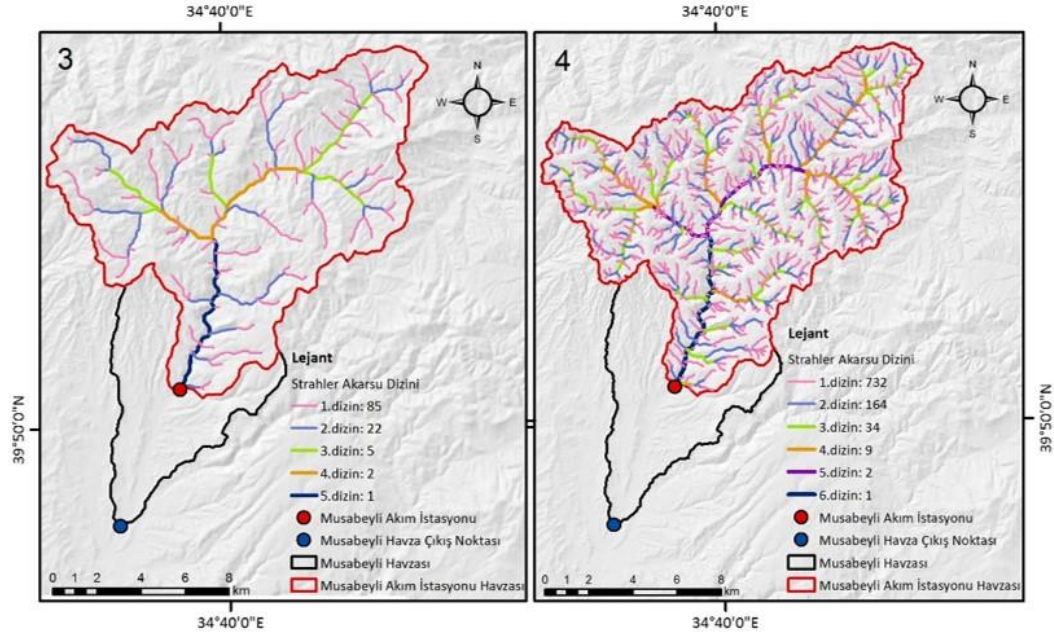 34°40'0"E
34°40'0"E
3
N
W
E
S
Lejant
Strahler Akarsu Dizini
1.dizin: 85
2.dizin: 22
3.dizin: 5
4.dizin: 2
5.dizin: 1
Musabeyli Akım İstasyonu
Musabeyli Havza Çıkış Noktası
Musabeyli Havzası
Musabeyli Akım İstasyonu Havzası
0 1 2 4 6 8
km
39°50'0"N
34°40'0"E
4
N
W
E
S
Lejant
Strahler Akarsu Dizini
1.dizin: 732
2.dizin: 164
3.dizin: 34
4.dizin: 9
5.dizin: 2
6.dizin: 1
Musabeyli Akım İstasyonu
Musabeyli Havza Çıkış Noktası
Musabeyli Havzası
Musabeyli Akım İstasyonu Havzası
0 1 2 4 6 8
km
39°50'0"N
34°40'0"E